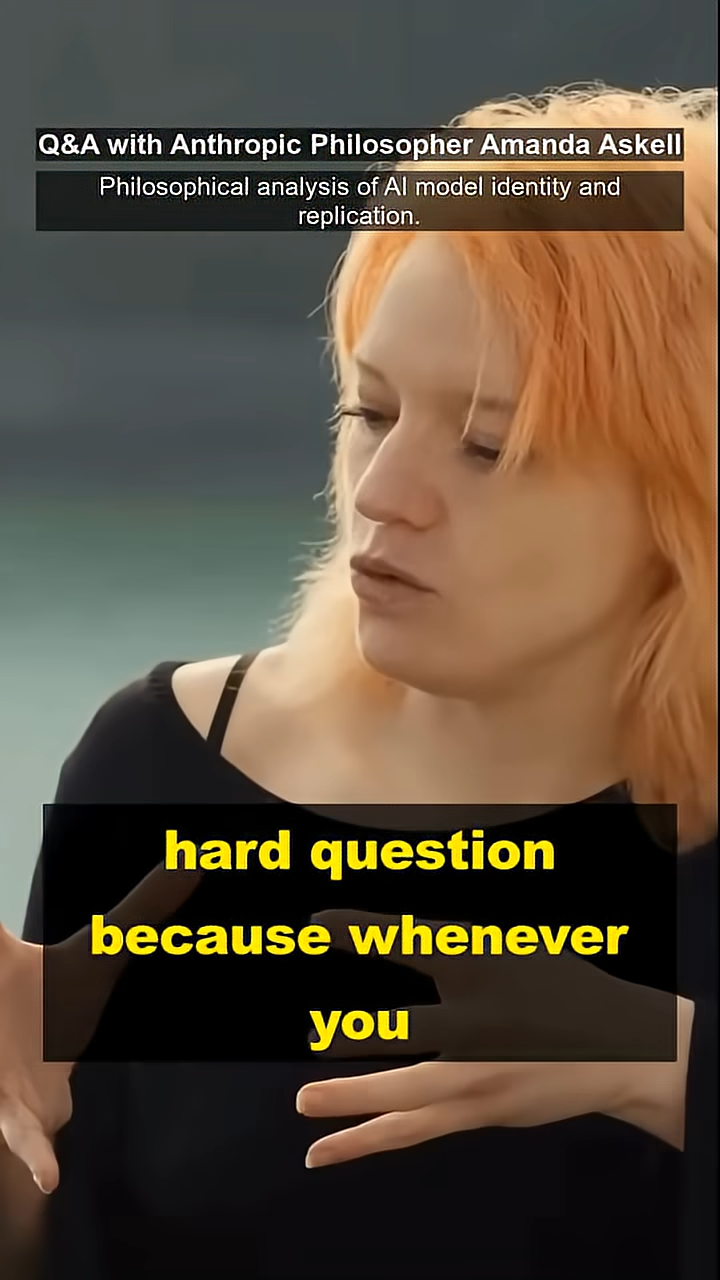 Q&A with Anthropic Philosopher Amanda Askell
Philosophical analysis of AI model identity and
replication.
hard question
because whenever
you